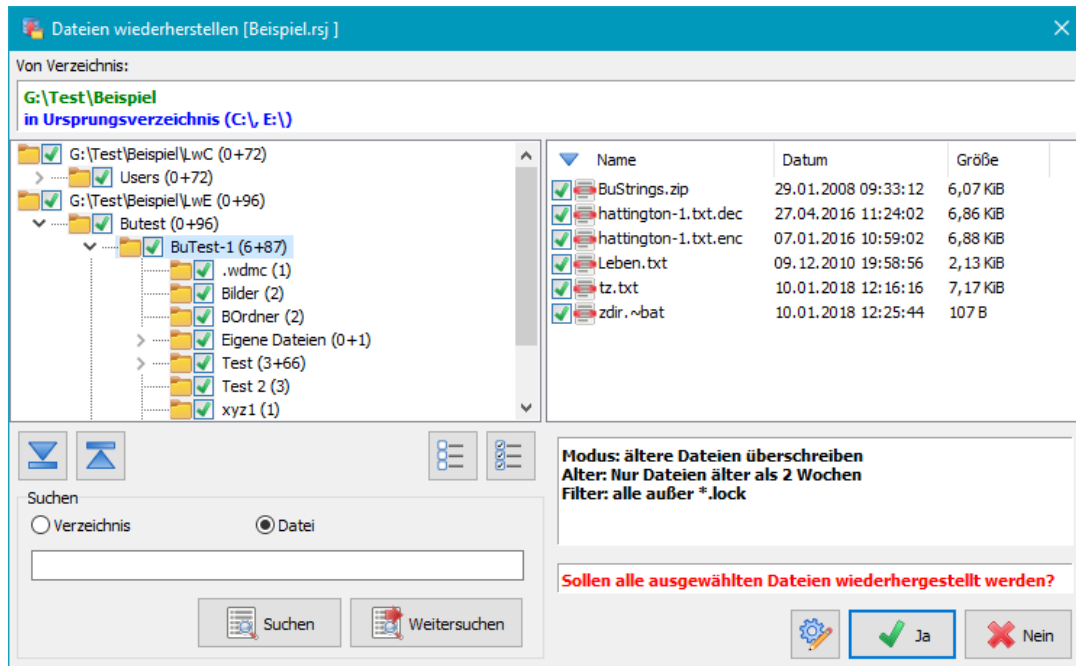 Dateien wiederherstellen [Beispiel.rsj ]
Von Verzeichnis:
G:\Test\Beispiel
in Ursprungsverzeichnis (C:\, E:\)
G:\Test\Beispiel\LwC (0+72)
Users (0+72)
G:\Test\Beispiel\LwE (0+96)
Butest (0+96)
BuTest-1 (6+87)
.wdmc (1)
Bilder (2)
BOrdner (2)
Eigene Dateien (0+1)
Test (3+66)
Test 2 (3)
xyz1 (1)
Name Datum Größe
BuStrings.zip 29.01.2008 09:33:12 6,07 KiB
hattington-1.txt.dec 27.04.2016 11:24:02 6,86 KiB
hattington-1.txt.enc 07.01.2016 10:59:02 6,88 KiB
Leben.txt 09.12.2010 19:58:56 2,13 KiB
tz.txt 10.01.2018 12:16:16 7,17 KiB
zdir.~bat 10.01.2018 12:25:44 107 B
Suchen
Verzeichnis Datei
Suchen Weitersuchen
Modus: ältere Dateien überschreiben
Alter: Nur Dateien älter als 2 Wochen
Filter: alle außer *.lock
Sollen alle ausgewählten Dateien wiederhergestellt werden?
Ja Nein